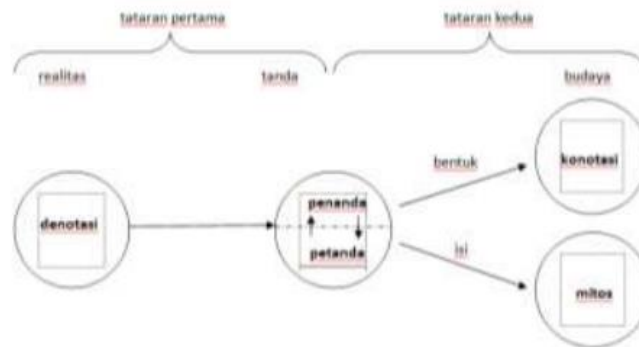 tataran pertama tataran kedua
realitas tanda budaya
bentuk konotasi
penanda
denotasi
petanda
isi
mitos